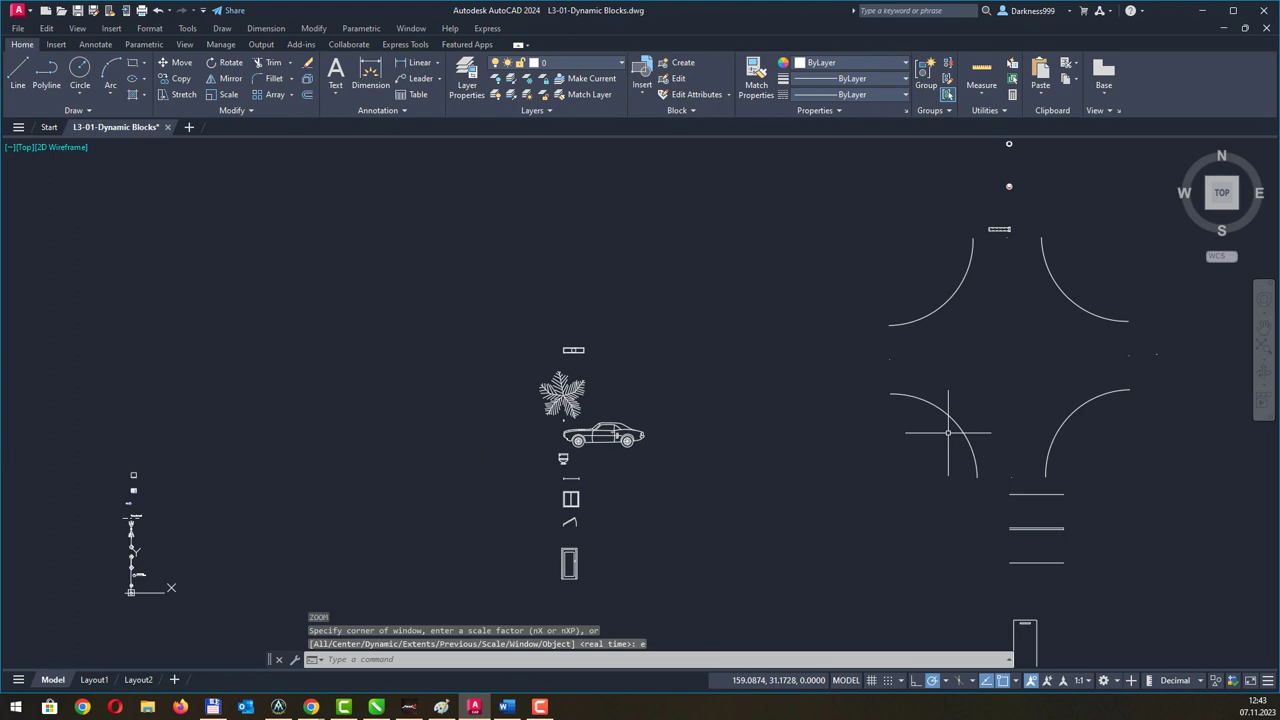 Share
Autodesk AutoCAD 2024 L3-01-Dynamic Blocks.dwg
Type a keyword or phrase
Darkness999
File Edit View Insert Format Tools Draw Dimension Modify Parametric Window Help Express
Home Insert Annotate Parametric View Manage Output Add-ins Collaborate Express Tools Featured Apps
Line Polyline Circle Arc
Move Rotate Trim
Copy Mirror Fillet
Stretch Scale Array
Text Dimension
Linear
Leader
Table
Layer Properties
0
Make Current
Match Layer
Insert
Create
Edit
Edit Attributes
Match Properties
ByLayer
ByLayer
ByLayer
Group Measure Paste Base
Draw Modify Annotation Layers Block Properties Groups Utilities Clipboard View
Start L3-01-Dynamic Blocks*
[−][Top][2D Wireframe]
N
W TOP E
S
WCS
Y
X
ZOOM
Specify corner of window, enter a scale factor (nX or nXP), or
[All/Center/Dynamic/Extents/Previous/Scale/Window/Object] <real time>: e
Type a command
Model Layout1 Layout2
159.0874, 31.1728, 0.0000 MODEL
1:1
Decimal
12:43
07.11.2023